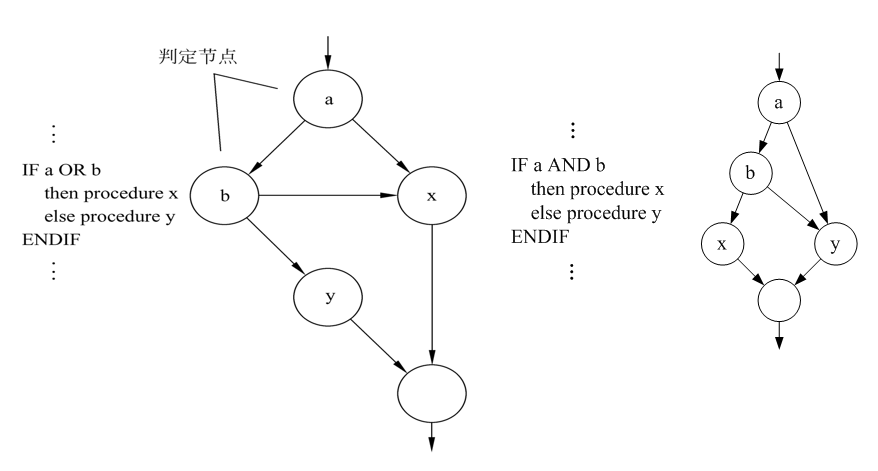 判定节点
a
b
x
y
⋮
IF a OR b
then procedure x
else procedure y
ENDIF
⋮
⋮
IF a AND b
then procedure x
else procedure y
ENDIF
⋮
a
b
x
y